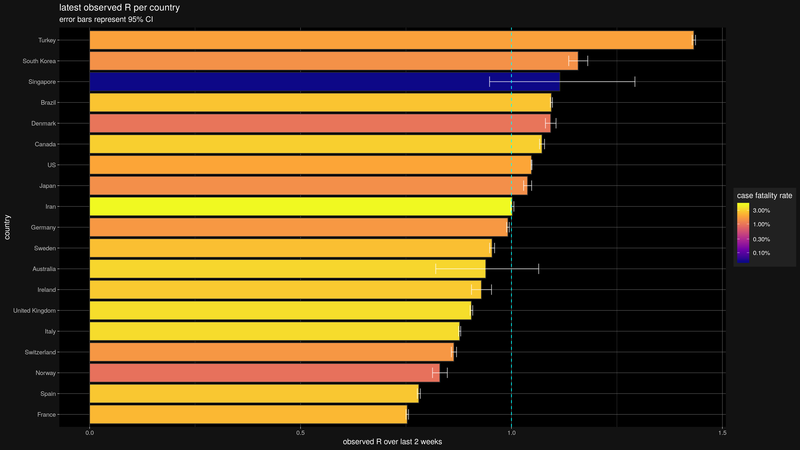 latest observed R per country
error bars represent 95% CI
Turkey
South Korea
Singapore
Brazil
Denmark
Canada
US
Japan
Iran
Germany
Sweden
Australia
Ireland
United Kingdom
Italy
Switzerland
Norway
Spain
France
country
0.0
0.5
1.0
1.5
observed R over last 2 weeks
case fatality rate
3.00%
1.00%
0.30%
0.10%